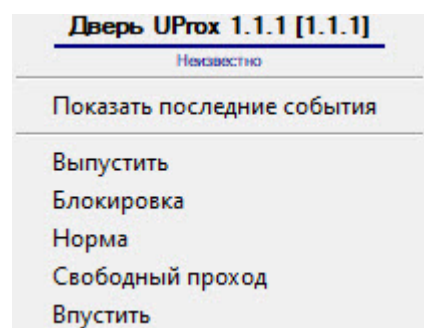 Дверь UProx 1.1.1 [1.1.1]
Неизвестно
Показать последние события
Выпустить
Блокировка
Норма
Свободный проход
Впустить